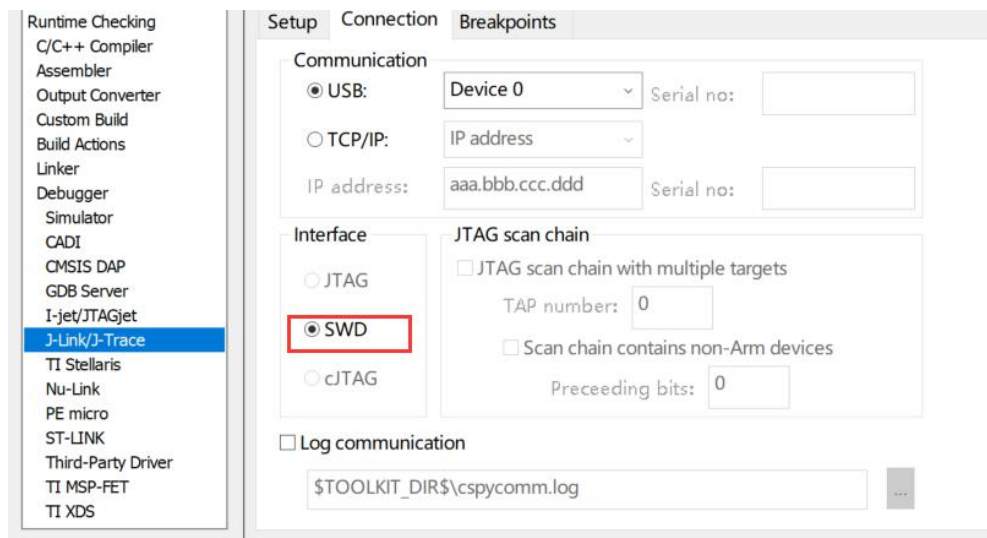 Runtime Checking
C/C++ Compiler
Assembler
Output Converter
Custom Build
Build Actions
Linker
Debugger
Simulator
CADI
CMSIS DAP
GDB Server
I-jet/JTAGjet
J-Link/J-Trace
TI Stellaris
Nu-Link
PE micro
ST-LINK
Third-Party Driver
TI MSP-FET
TI XDS
Setup Connection Breakpoints
Communication
USB: Device 0 Serial no:
TCP/IP: IP address
IP address: aaa.bbb.ccc.ddd Serial no:
Interface
JTAG
SWD
cJTAG
JTAG scan chain
JTAG scan chain with multiple targets
TAP number: 0
Scan chain contains non-Arm devices
Preceeding bits: 0
Log communication
$TOOLKIT_DIR$\cspycomm.log ...